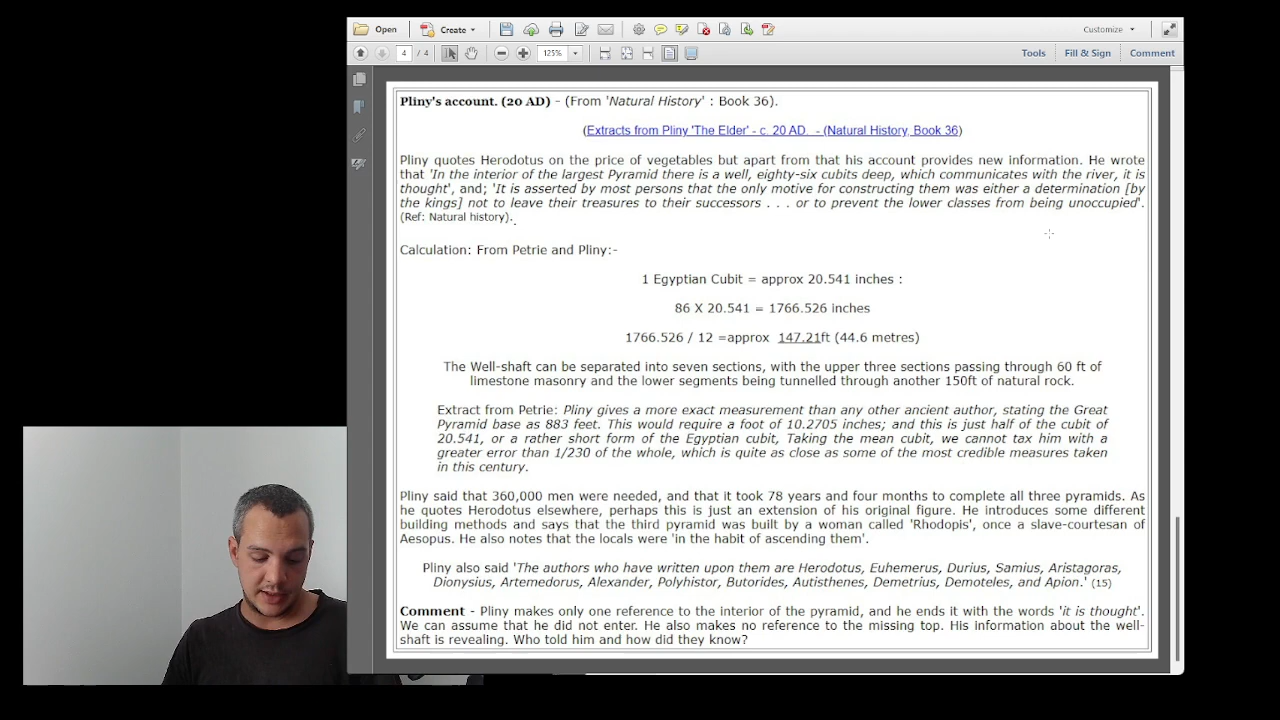 Open
Create
Customize
4 / 4
125%
Tools
Fill & Sign
Comment
Pliny's account. (20 AD) - (From 'Natural History' : Book 36).
(Extracts from Pliny 'The Elder' - c. 20 AD. - (Natural History, Book 36)
Pliny quotes Herodotus on the price of vegetables but apart from that his account provides new information. He wrote
that 'In the interior of the largest Pyramid there is a well, eighty-six cubits deep, which communicates with the river, it is
thought', and; 'It is asserted by most persons that the only motive for constructing them was either a determination [by
the kings] not to leave their treasures to their successors . . . or to prevent the lower classes from being unoccupied'.
(Ref: Natural history).
Calculation: From Petrie and Pliny:-
1 Egyptian Cubit = approx 20.541 inches :
86 X 20.541 = 1766.526 inches
1766.526 / 12 =approx 147.21ft (44.6 metres)
The Well-shaft can be separated into seven sections, with the upper three sections passing through 60 ft of
limestone masonry and the lower segments being tunnelled through another 150ft of natural rock.
Extract from Petrie: Pliny gives a more exact measurement than any other ancient author, stating the Great
Pyramid base as 883 feet. This would require a foot of 10.2705 inches; and this is just half of the cubit of
20.541, or a rather short form of the Egyptian cubit, Taking the mean cubit, we cannot tax him with a
greater error than 1/230 of the whole, which is quite as close as some of the most credible measures taken
in this century.
Pliny said that 360,000 men were needed, and that it took 78 years and four months to complete all three pyramids. As
he quotes Herodotus elsewhere, perhaps this is just an extension of his original figure. He introduces some different
building methods and says that the third pyramid was built by a woman called 'Rhodopis', once a slave-courtesan of
Aesopus. He also notes that the locals were 'in the habit of ascending them'.
Pliny also said 'The authors who have written upon them are Herodotus, Euhemerus, Durius, Samius, Aristagoras,
Dionysius, Artemedorus, Alexander, Polyhistor, Butorides, Autisthenes, Demetrius, Demoteles, and Apion.' (15)
Comment - Pliny makes only one reference to the interior of the pyramid, and he ends it with the words 'it is thought'.
We can assume that he did not enter. He also makes no reference to the missing top. His information about the well-
shaft is revealing. Who told him and how did they know?